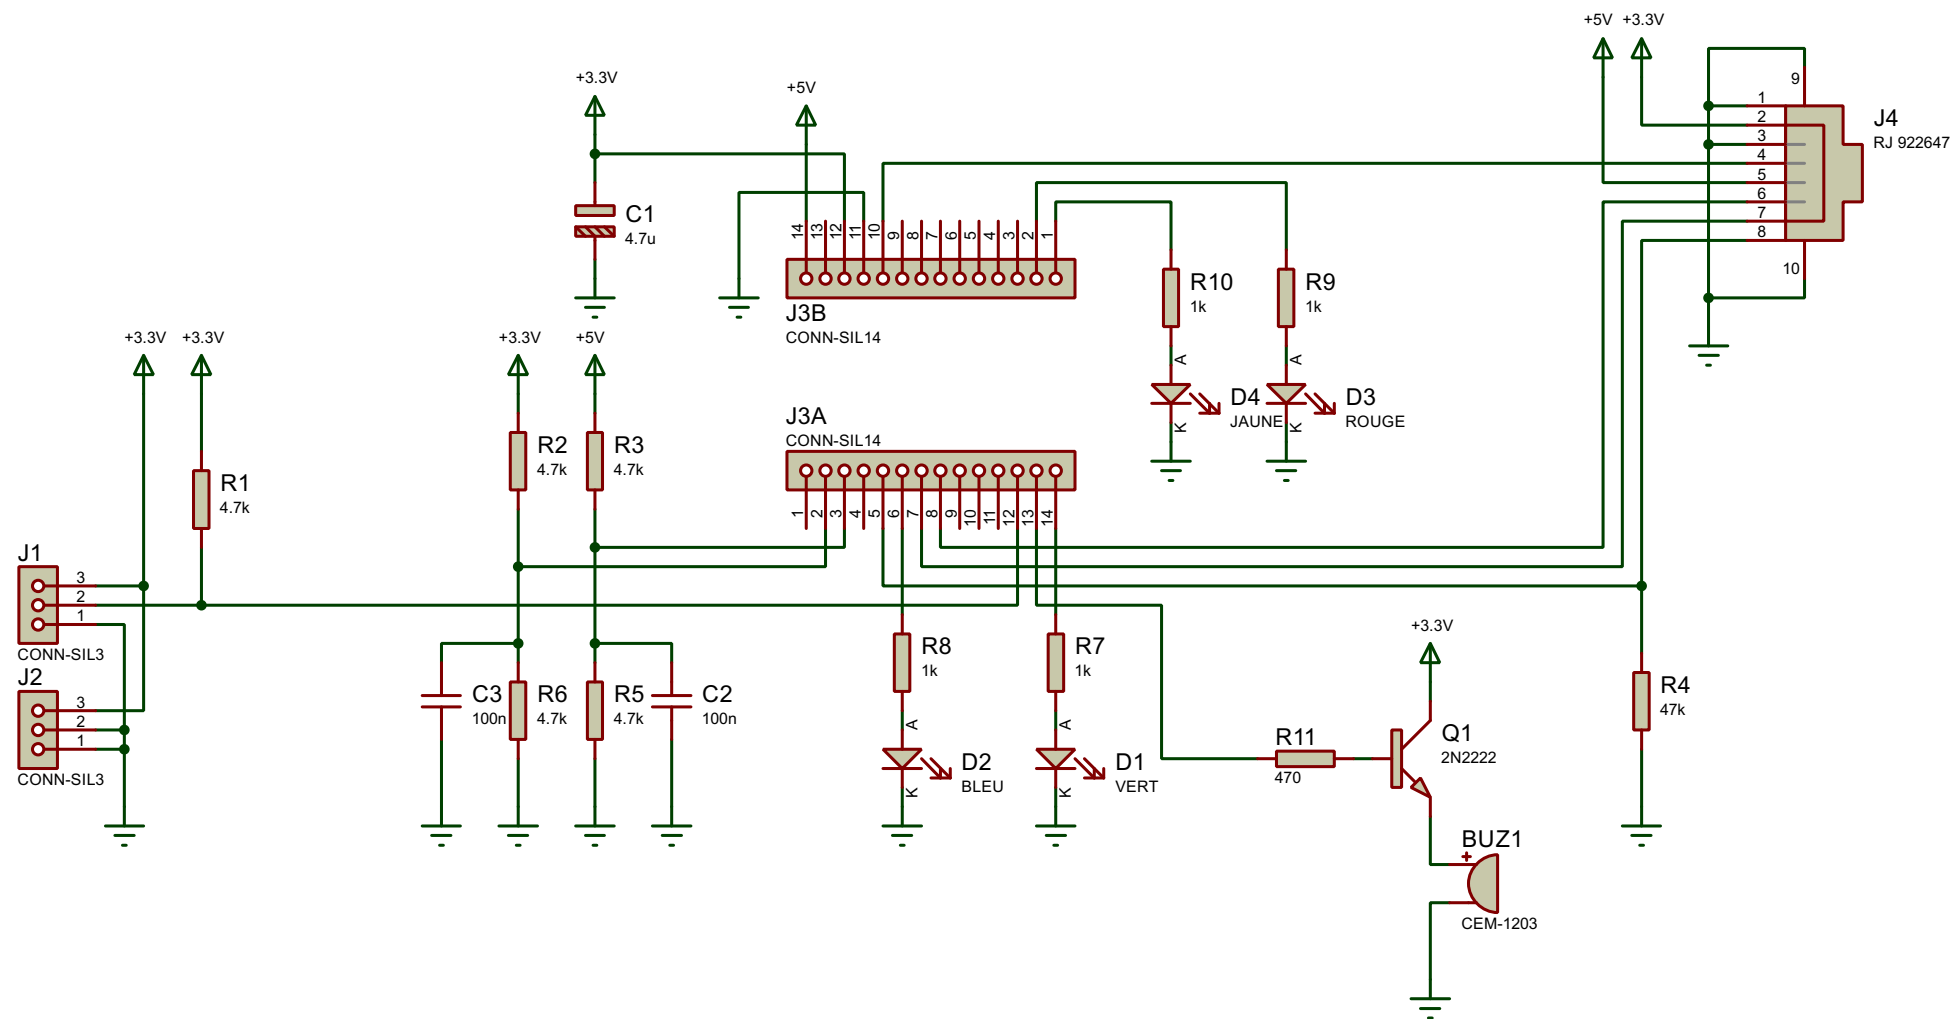 +5V +3.3V
9
1
2
3
4
5
6
7
8
10
J4
RJ 922647
+3.3V
C1
4.7u
+5V
14 13 12 11 10 9 8 7 6 5 4 3 2 1
J3B
CONN-SIL14
R10
1k
R9
1k
A
K
D4
JAUNE
A
K
D3
ROUGE
J3A
CONN-SIL14
1 2 3 4 5 6 7 8 9 10 11 12 13 14
+3.3V +3.3V
R1
4.7k
+3.3V +5V
R2
4.7k
R3
4.7k
J1
3
2
1
CONN-SIL3
J2
3
2
1
CONN-SIL3
C3
100n
R6
4.7k
R5
4.7k
C2
100n
R8
1k
A
K
D2
BLEU
R7
1k
A
K
D1
VERT
R11
470
+3.3V
Q1
2N2222
R4
47k
BUZ1
+
CEM-1203